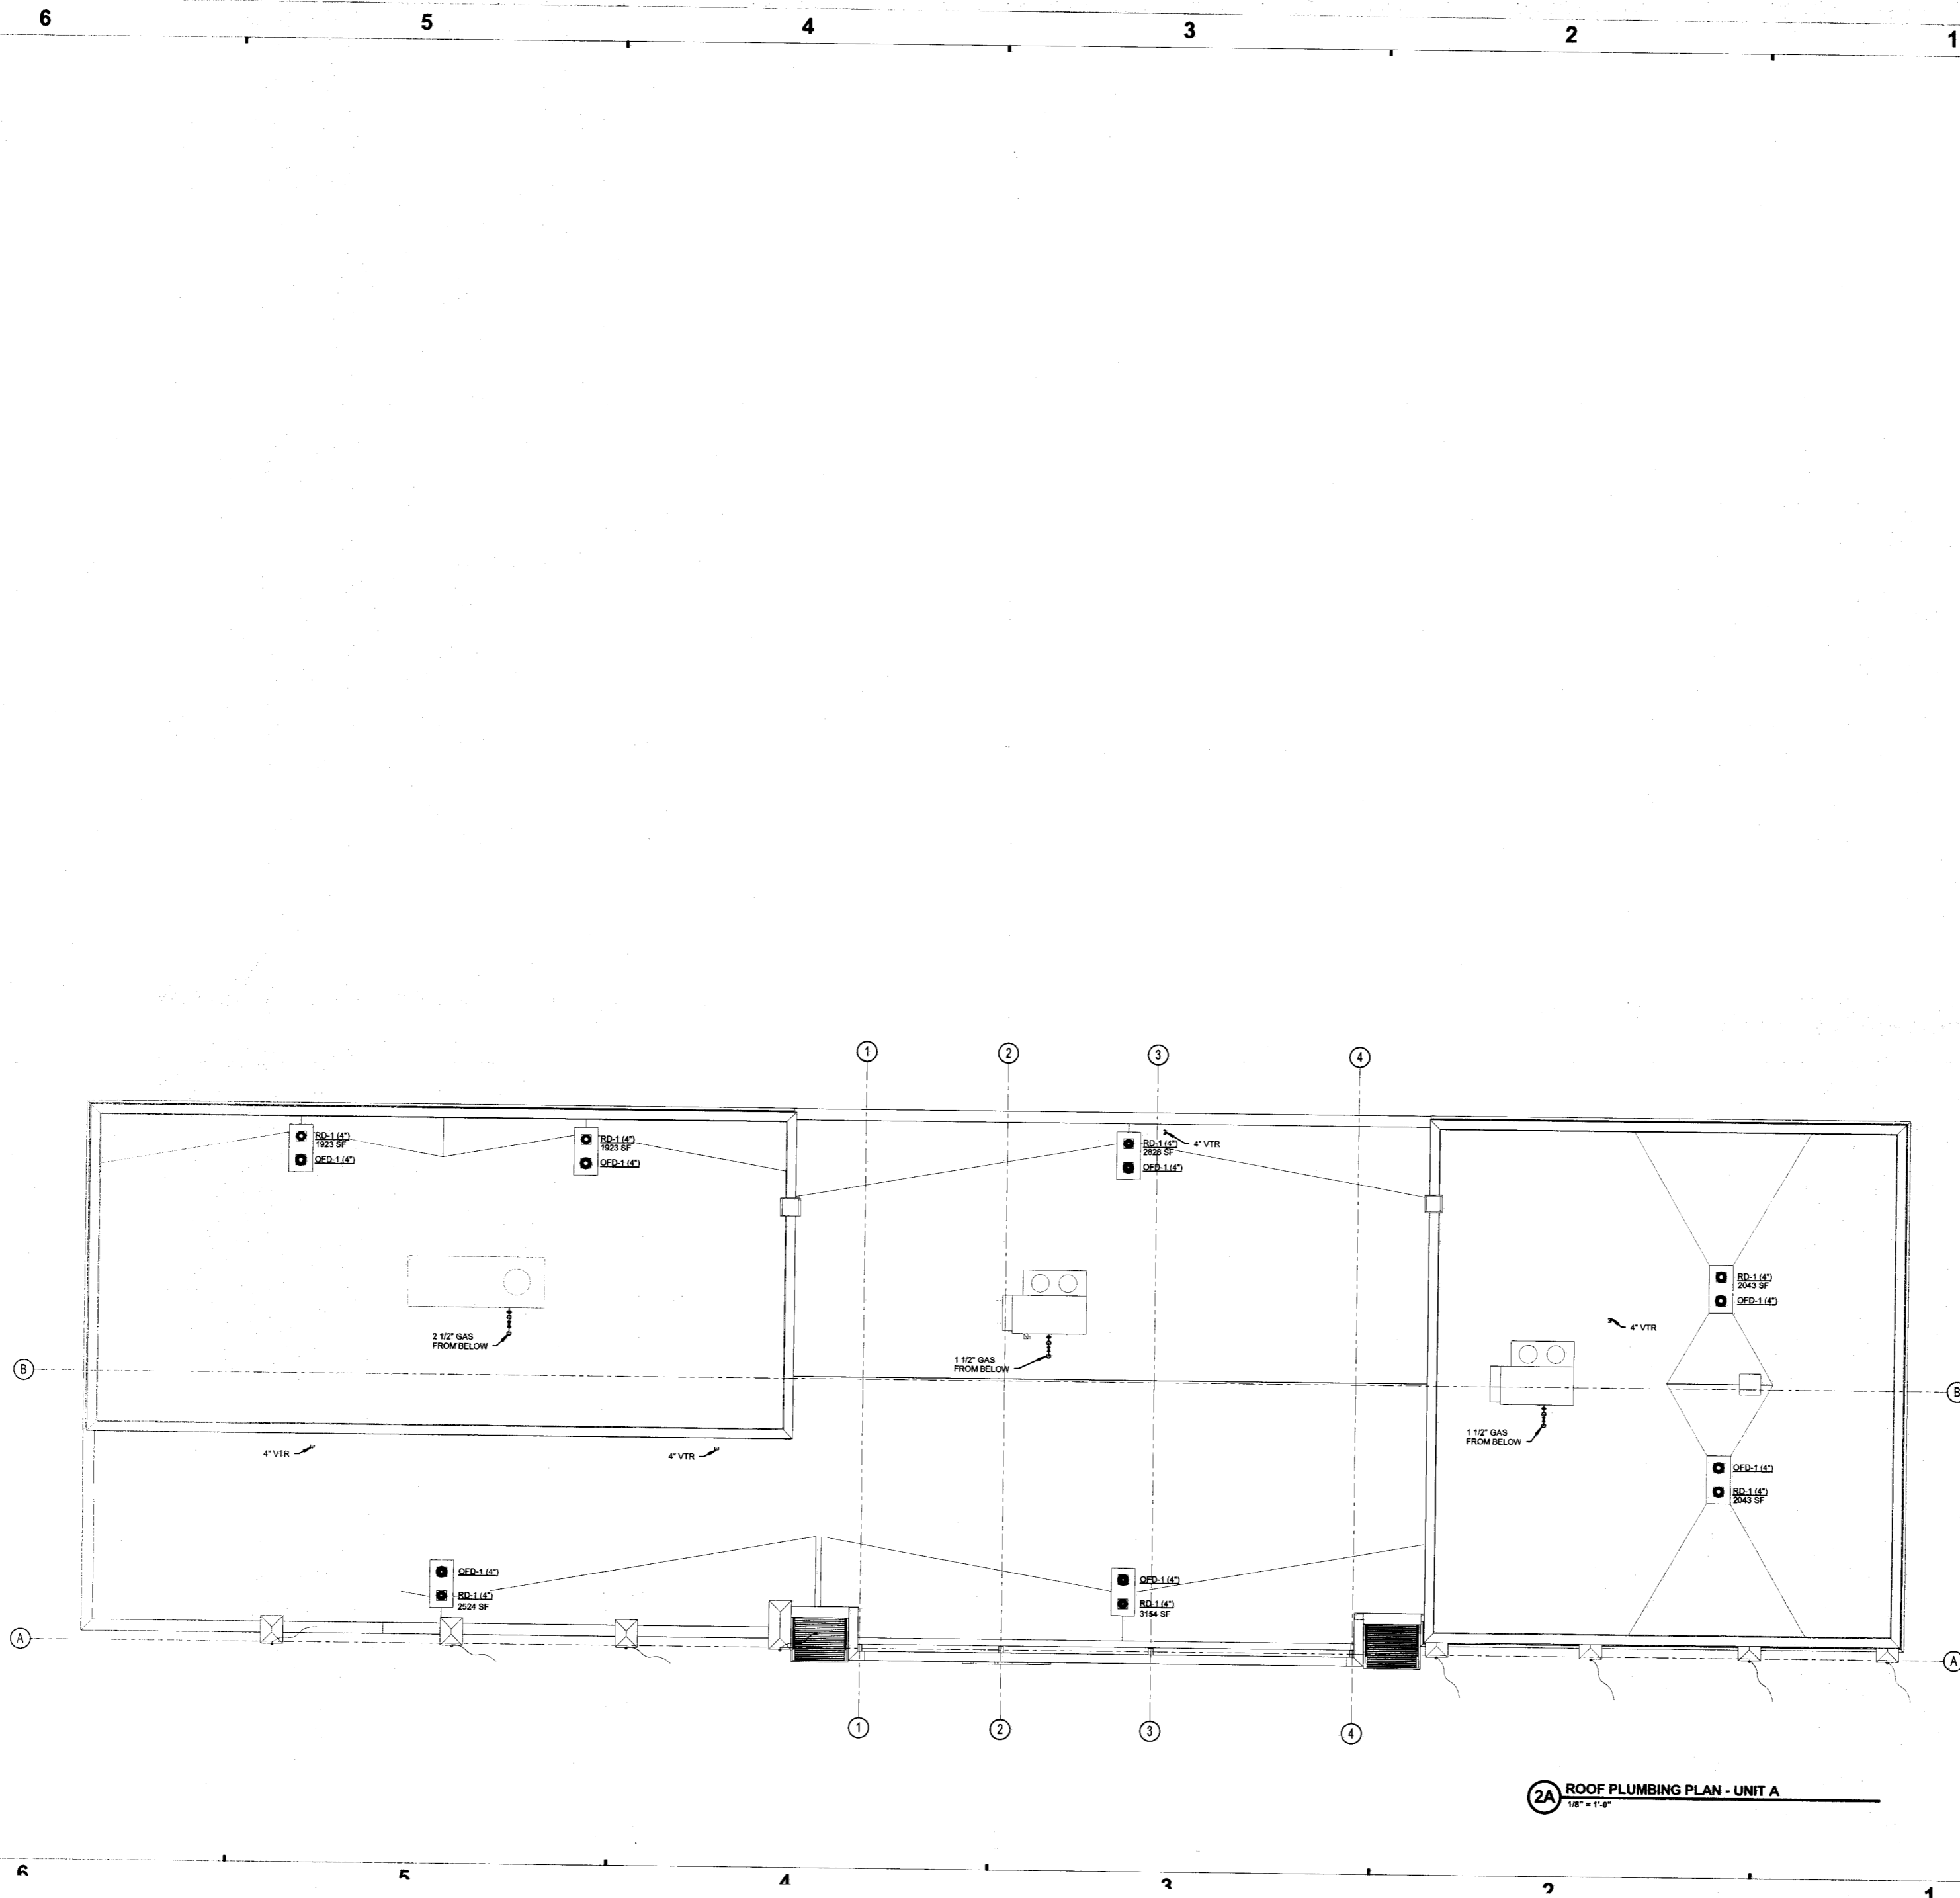 6
5
4
3
2
1
1
2
3
4
RD-1 (4")
1923 SF
OFD-1 (4")
RD-1 (4")
1923 SF
OFD-1 (4")
RD-1 (4")
2828 SF
OFD-1 (4")
4" VTR
RD-1 (4")
2043 SF
OFD-1 (4")
4" VTR
2 1/2" GAS
FROM BELOW
1 1/2" GAS
FROM BELOW
B
B
1 1/2" GAS
FROM BELOW
4" VTR
4" VTR
OFD-1 (4")
RD-1 (4")
2043 SF
OFD-1 (4")
RD-1 (4")
2524 SF
OFD-1 (4")
RD-1 (4")
3154 SF
A
A
1
2
3
4
2A
ROOF PLUMBING PLAN - UNIT A
1/8" = 1'-0"
6
5
4
3
2
1